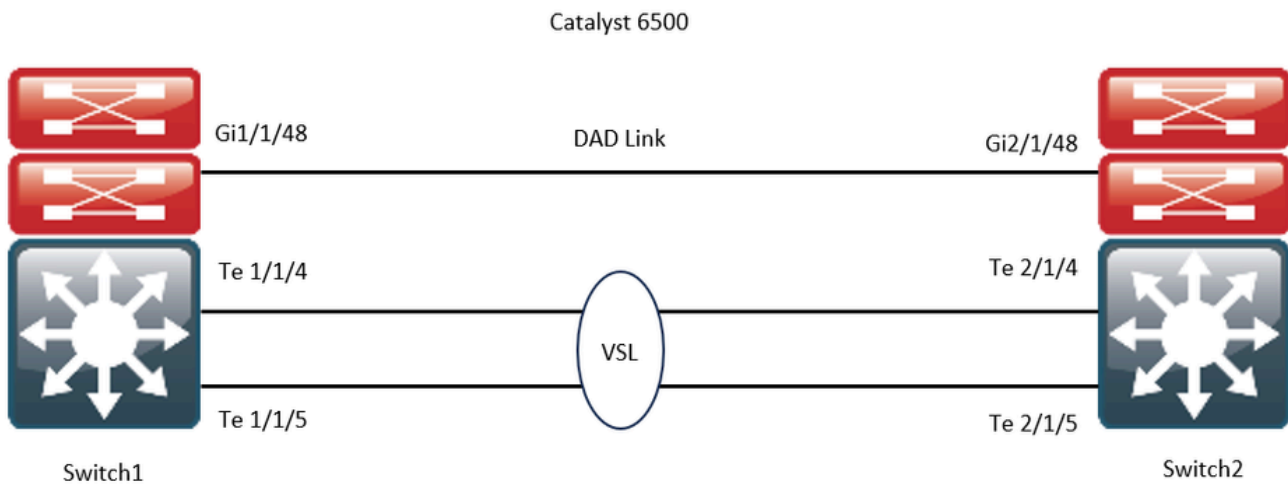 Catalyst 6500
Gi1/1/48
DAD Link
Gi2/1/48
Te 1/1/4
Te 2/1/4
VSL
Te 1/1/5
Te 2/1/5
Switch1
Switch2